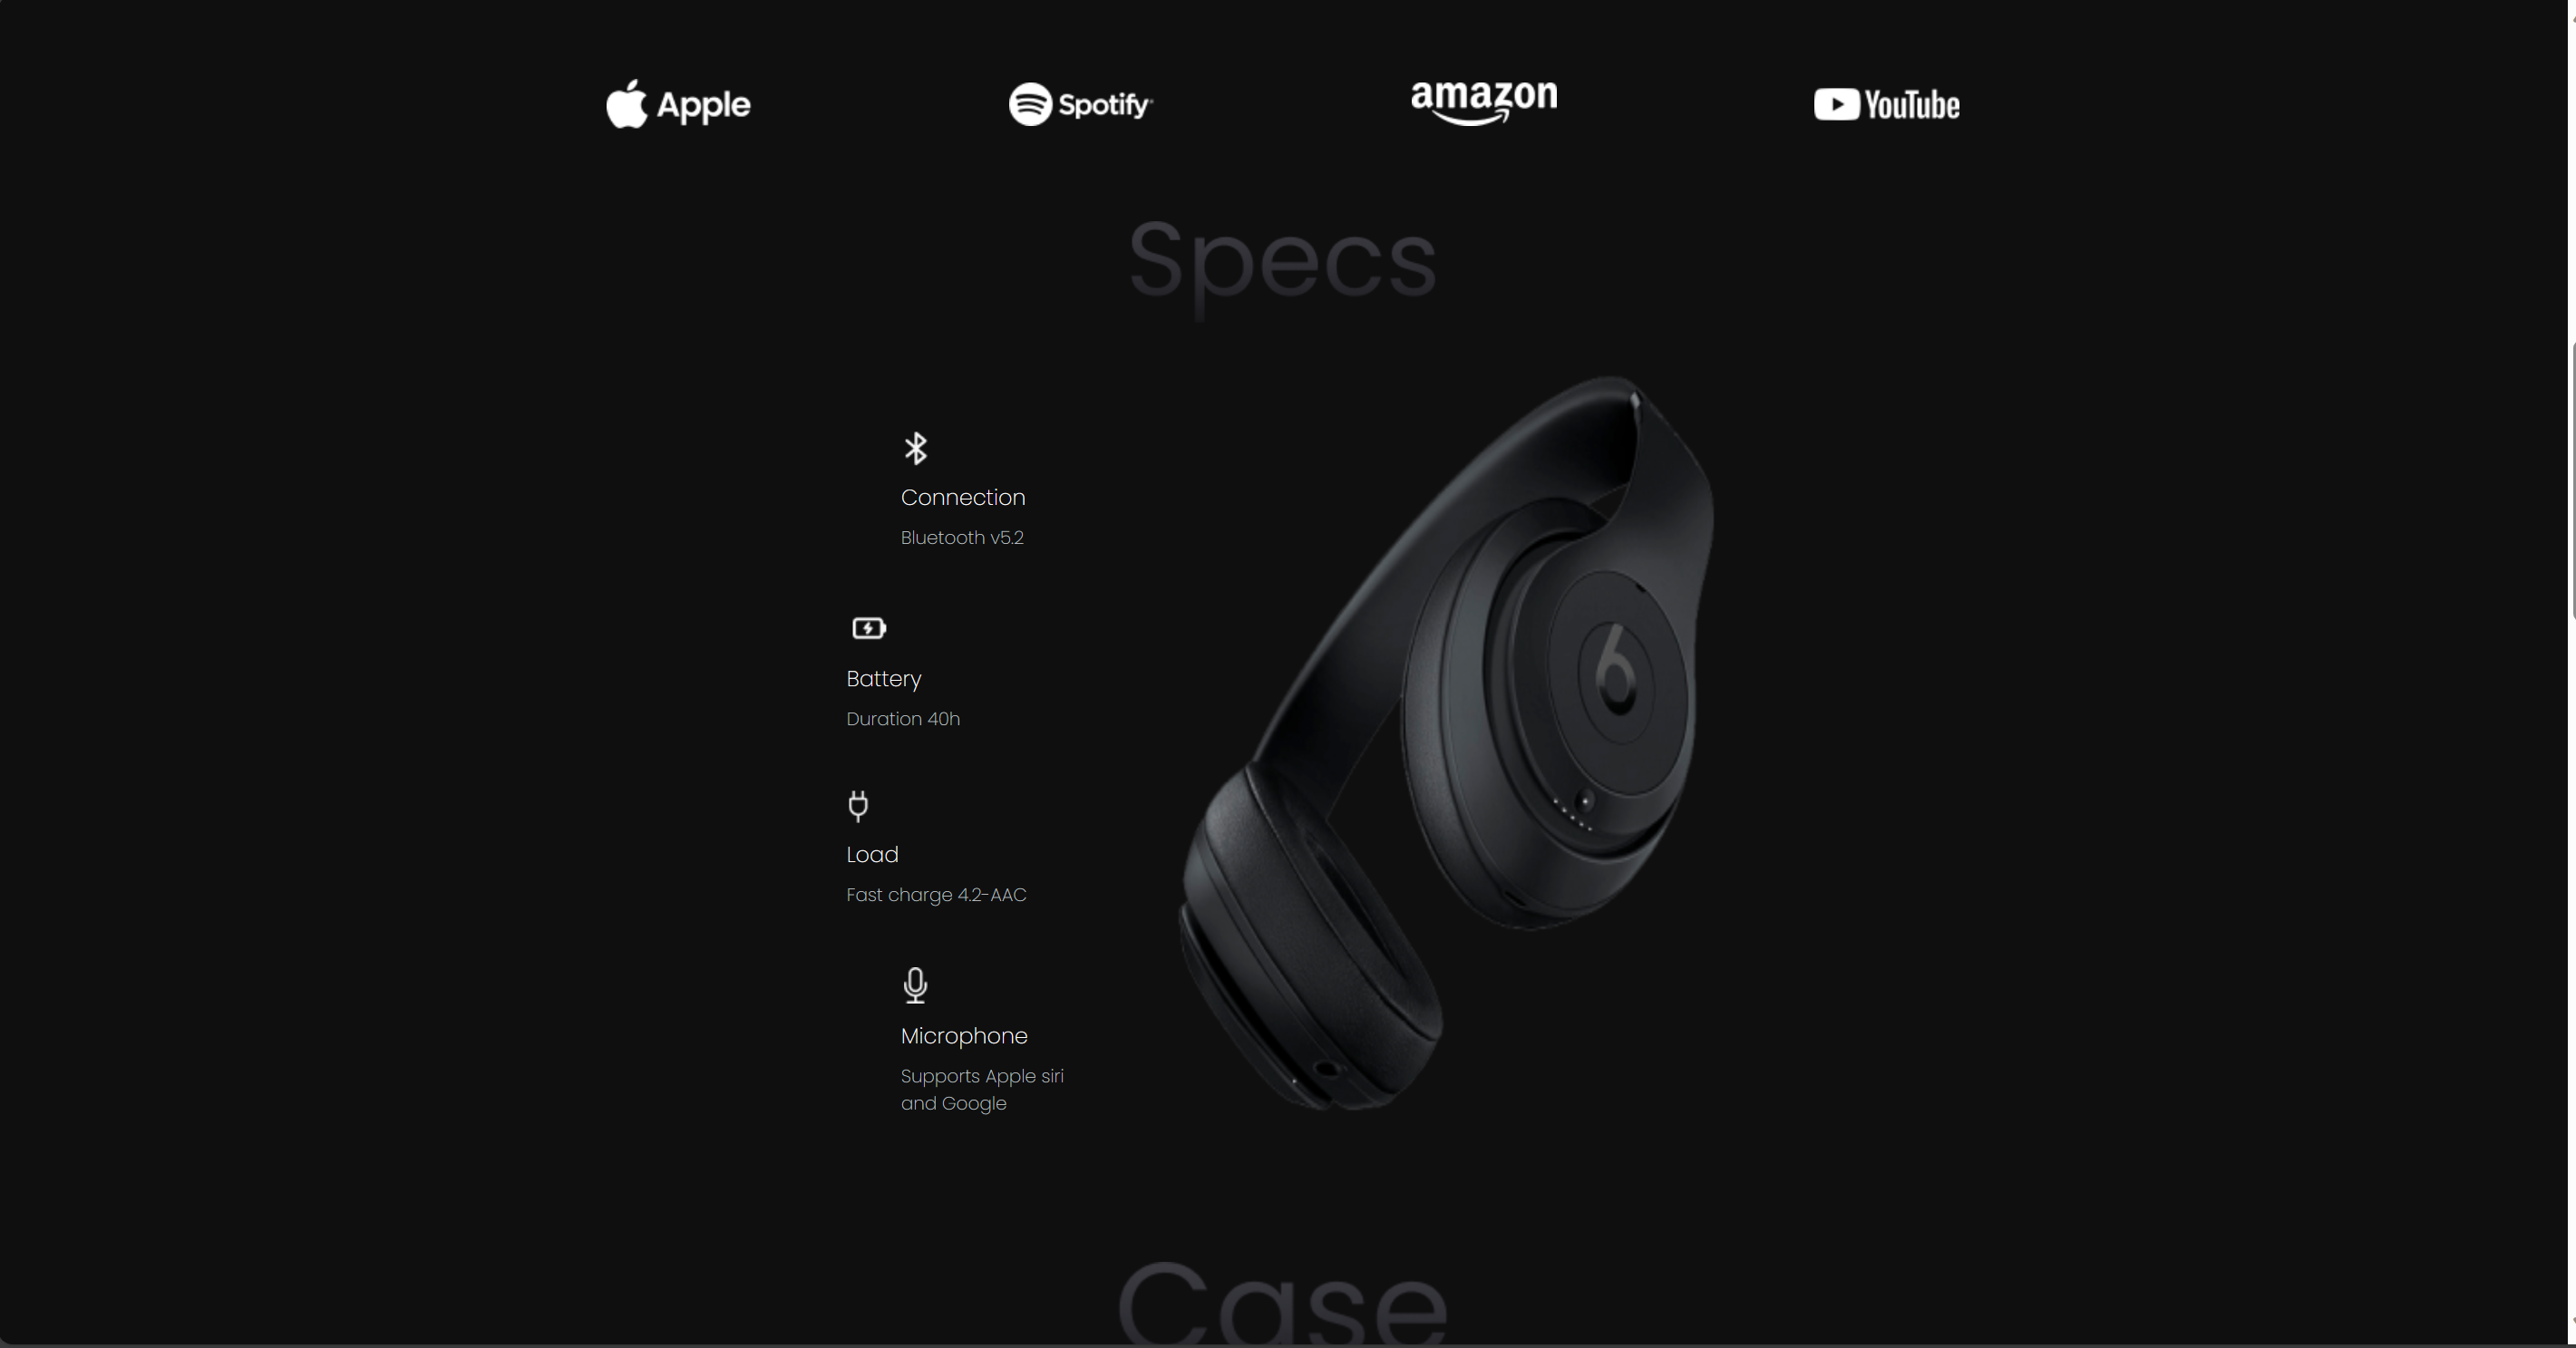 Apple
Spotify
amazon
YouTube
Specs
Connection
Bluetooth v5.2
Battery
Duration 40h
Load
Fast charge 4.2-AAC
Microphone
Supports Apple siri
and Google
Case